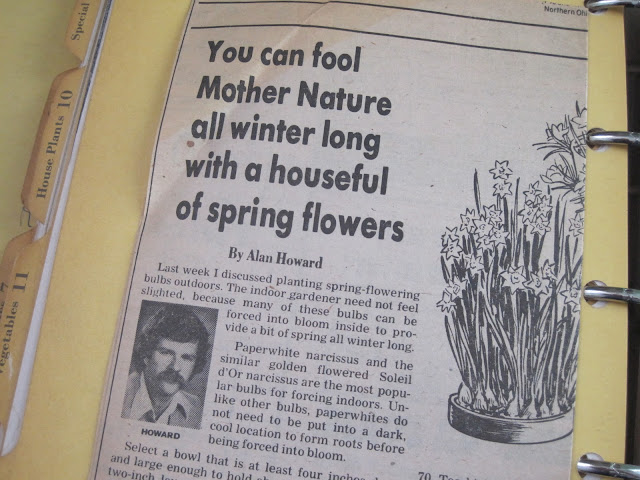 Special
House Plants 10
Vegetables 11
7
Northern Ohi
You can fool
Mother Nature
all winter long
with a houseful
of spring flowers
By Alan Howard
Last week I discussed planting spring-flowering
bulbs outdoors. The indoor gardener need not feel
slighted, because many of these bulbs can be
forced into bloom inside to pro-
vide a bit of spring all winter long.
Paperwhite narcissus and the
similar golden flowered Soleil
d'Or narcissus are the most popu-
lar bulbs for forcing indoors. Un-
like other bulbs, paperwhites do
not need to be put into a dark,
cool location to form roots before
being forced into bloom.
HOWARD
Select a bowl that is at least four inches
and large enough to hold
two-inch
70